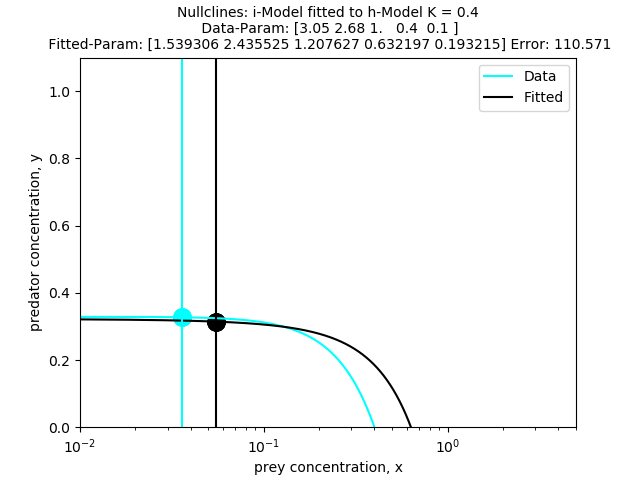 Nullclines: i-Model fitted to h-Model K = 0.4
Data-Param: [3.05 2.68 1. 0.4 0.1 ]
Fitted-Param: [1.539306 2.435525 1.207627 0.632197 0.193215] Error: 110.571
Data
Fitted
1.0
0.8
0.6
0.4
0.2
0.0
predator concentration, y
10⁻²
10⁻¹
10⁰
prey concentration, x